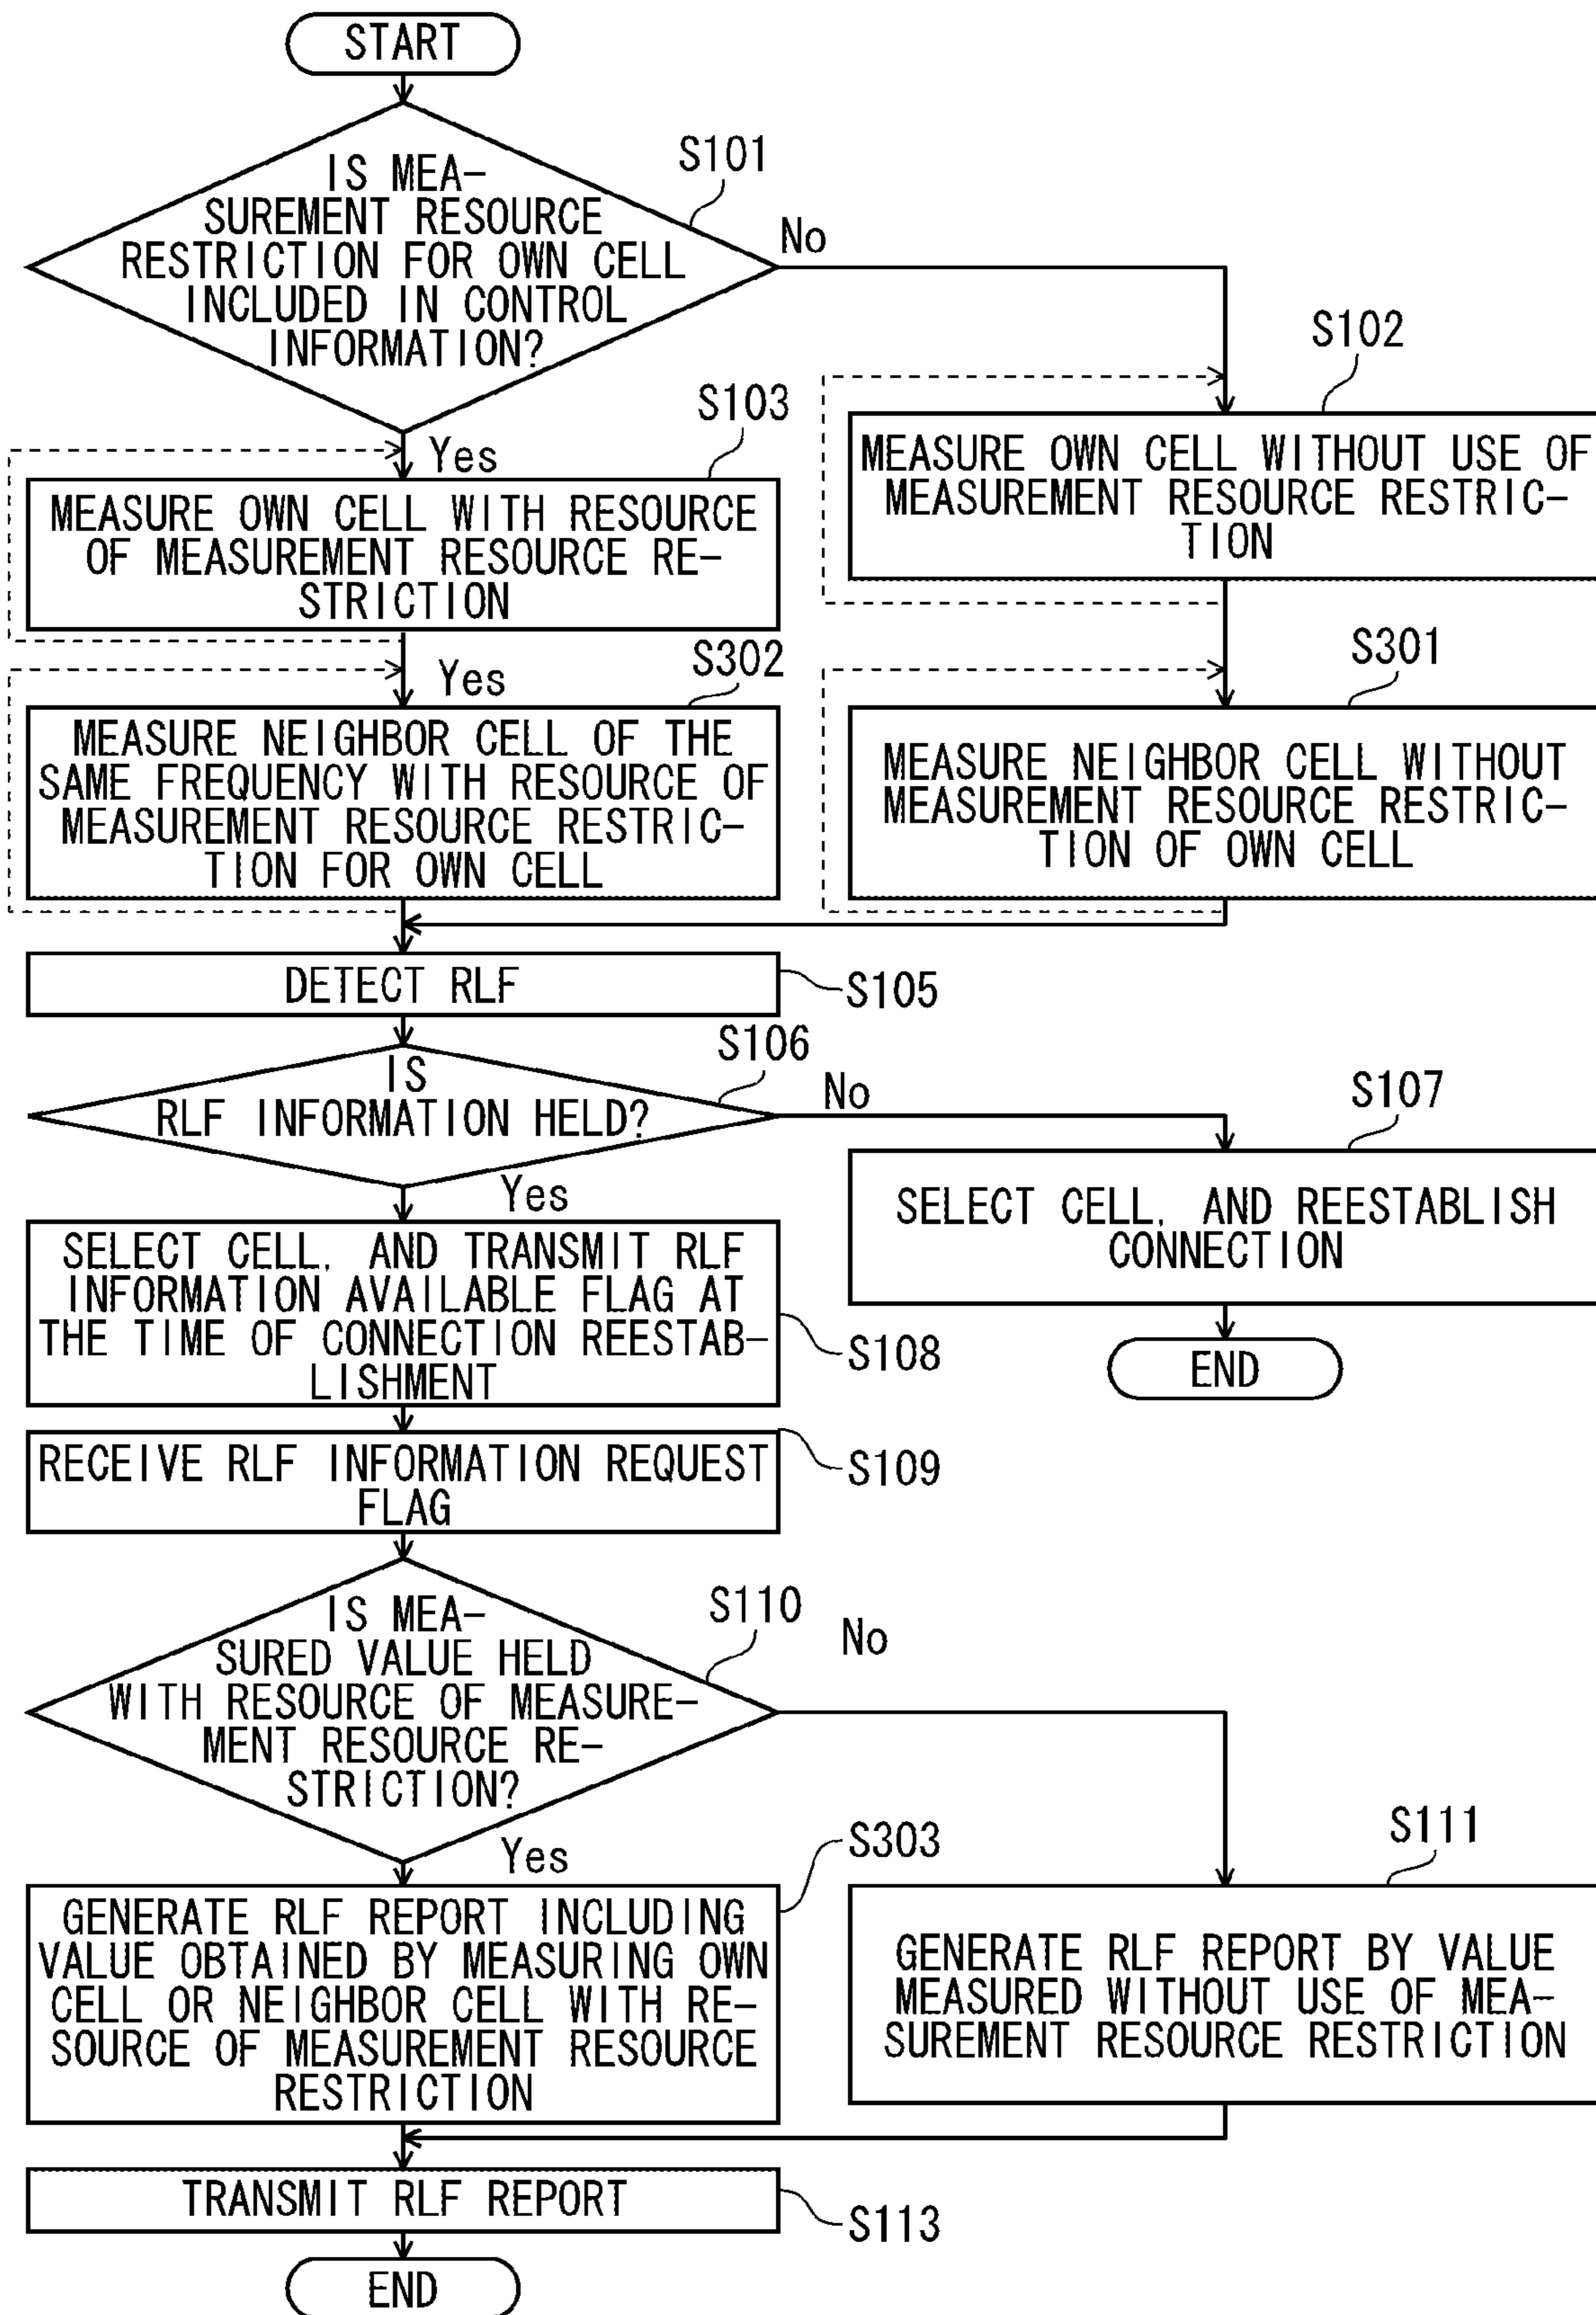 START
S101
IS MEA-
SUREMENT RESOURCE
RESTRICTION FOR OWN CELL
INCLUDED IN CONTROL
INFORMATION?
No
Yes
S102
MEASURE OWN CELL WITHOUT USE OF
MEASUREMENT RESOURCE RESTRIC-
TION
S103
MEASURE OWN CELL WITH RESOURCE
OF MEASUREMENT RESOURCE RE-
STRICTION
Yes
S302
MEASURE NEIGHBOR CELL OF THE
SAME FREQUENCY WITH RESOURCE OF
MEASUREMENT RESOURCE RESTRIC-
TION FOR OWN CELL
S301
MEASURE NEIGHBOR CELL WITHOUT
MEASUREMENT RESOURCE RESTRIC-
TION OF OWN CELL
DETECT RLF
S105
S106
IS
RLF INFORMATION HELD?
No
Yes
S107
SELECT CELL, AND REESTABLISH
CONNECTION
END
SELECT CELL, AND TRANSMIT RLF
INFORMATION AVAILABLE FLAG AT
THE TIME OF CONNECTION REESTAB-
LISHMENT
S108
RECEIVE RLF INFORMATION REQUEST
FLAG
S109
S110
IS MEA-
SURED VALUE HELD
WITH RESOURCE OF MEASURE-
MENT RESOURCE RE-
STRICTION?
No
Yes
S303
GENERATE RLF REPORT INCLUDING
VALUE OBTAINED BY MEASURING OWN
CELL OR NEIGHBOR CELL WITH RE-
SOURCE OF MEASUREMENT RESOURCE
RESTRICTION
S111
GENERATE RLF REPORT BY VALUE
MEASURED WITHOUT USE OF MEA-
SUREMENT RESOURCE RESTRICTION
TRANSMIT RLF REPORT
S113
END